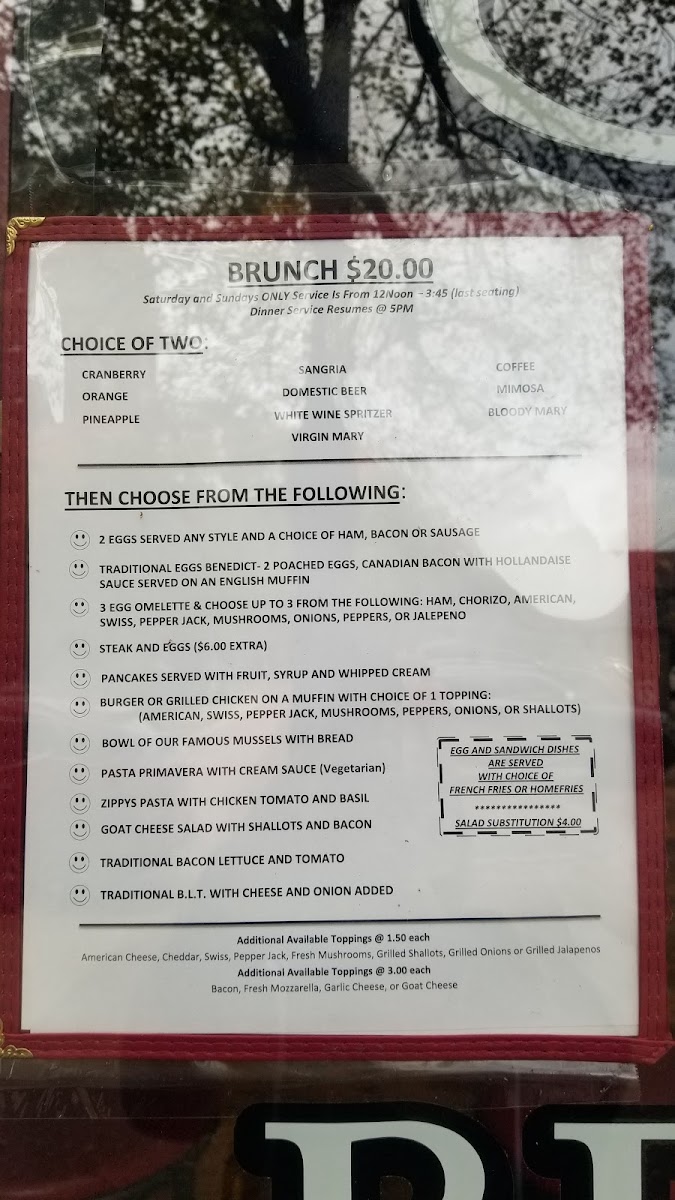 BRUNCH $20.00
Saturday and Sundays ONLY Service Is From 12Noon – 3:45 (last seating)
Dinner Service Resumes @ 5PM
CHOICE OF TWO:
CRANBERRY SANGRIA COFFEE
ORANGE DOMESTIC BEER MIMOSA
PINEAPPLE WHITE WINE SPRITZER BLOODY MARY
VIRGIN MARY
THEN CHOOSE FROM THE FOLLOWING:
2 EGGS SERVED ANY STYLE AND A CHOICE OF HAM, BACON OR SAUSAGE
TRADITIONAL EGGS BENEDICT- 2 POACHED EGGS, CANADIAN BACON WITH HOLLANDAISE
SAUCE SERVED ON AN ENGLISH MUFFIN
3 EGG OMELETTE & CHOOSE UP TO 3 FROM THE FOLLOWING: HAM, CHORIZO, AMERICAN,
SWISS, PEPPER JACK, MUSHROOMS, ONIONS, PEPPERS, OR JALEPENO
STEAK AND EGGS ($6.00 EXTRA)
PANCAKES SERVED WITH FRUIT, SYRUP AND WHIPPED CREAM
BURGER OR GRILLED CHICKEN ON A MUFFIN WITH CHOICE OF 1 TOPPING:
(AMERICAN, SWISS, PEPPER JACK, MUSHROOMS, PEPPERS, ONIONS, OR SHALLOTS)
BOWL OF OUR FAMOUS MUSSELS WITH BREAD
PASTA PRIMAVERA WITH CREAM SAUCE (Vegetarian)
ZIPPYS PASTA WITH CHICKEN TOMATO AND BASIL
GOAT CHEESE SALAD WITH SHALLOTS AND BACON
TRADITIONAL BACON LETTUCE AND TOMATO
TRADITIONAL B.L.T. WITH CHEESE AND ONION ADDED
EGG AND SANDWICH DISHES
ARE SERVED
WITH CHOICE OF
FRENCH FRIES OR HOMEFRIES
****************
SALAD SUBSTITUTION $4.00
Additional Available Toppings @ 1.50 each
American Cheese, Cheddar, Swiss, Pepper Jack, Fresh Mushrooms, Grilled Shallots, Grilled Onions or Grilled Jalapenos
Additional Available Toppings @ 3.00 each
Bacon, Fresh Mozzarella, Garlic Cheese, or Goat Cheese